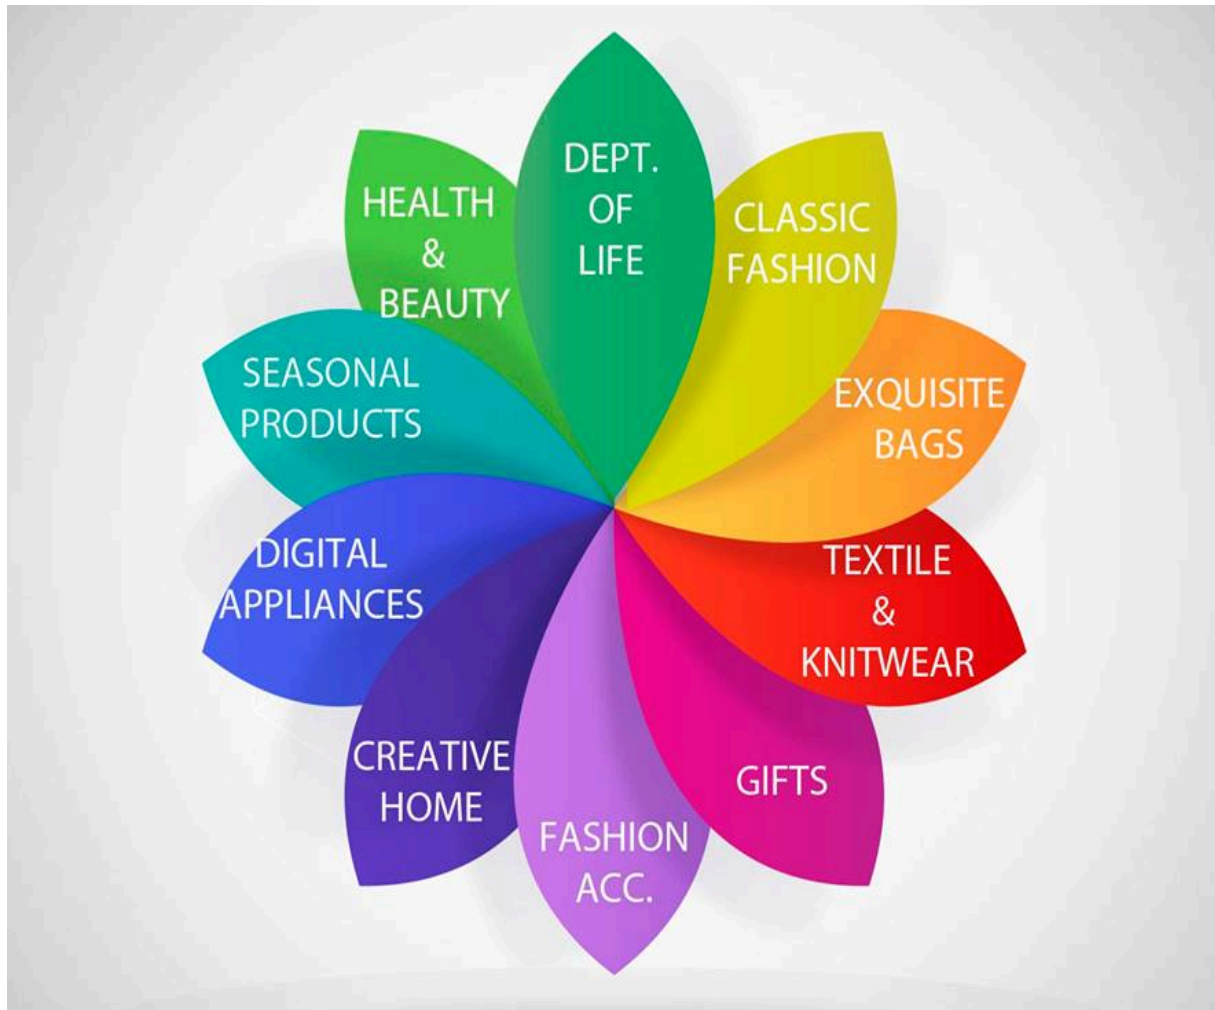 DEPT.
OF
LIFE
CLASSIC
FASHION
EXQUISITE
BAGS
TEXTILE
&
KNITWEAR
GIFTS
FASHION
ACC.
CREATIVE
HOME
DIGITAL
APPLIANCES
SEASONAL
PRODUCTS
HEALTH
&
BEAUTY